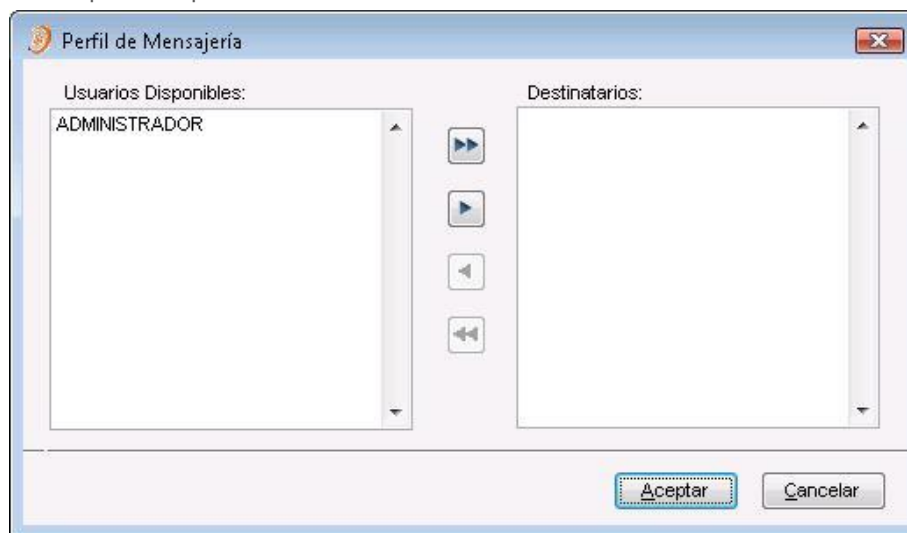 Perfil de Mensajería
Usuarios Disponibles:
Destinatarios:
ADMINISTRADOR
Aceptar
Cancelar